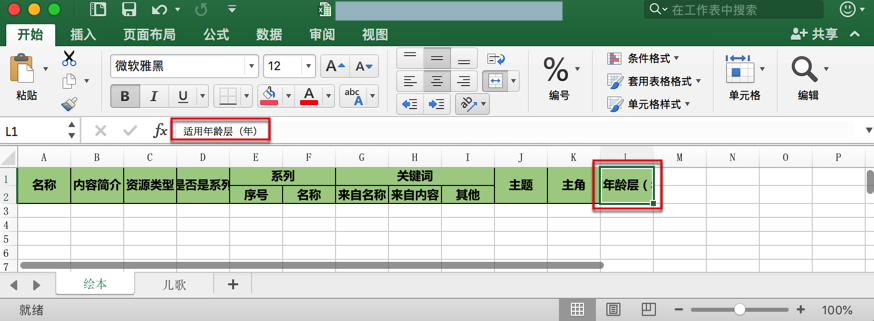 在工作表中搜索
开始 插入 页面布局 公式 数据 审阅 视图 共享
粘贴 微软雅黑 12 A A 编号 条件格式 套用表格格式 单元格样式 单元格 编辑
B I U A abc A ab
L1 fx 适用年龄层（年）
A B C D E F G H I J K L M N O P
1 名称 内容简介 资源类型 是否是系列 系列 关键词 主题 主角 年龄层（
2 序号 名称 来自名称 来自内容 其他
3
4
5
6
7
绘本 儿歌 +
就绪 100%